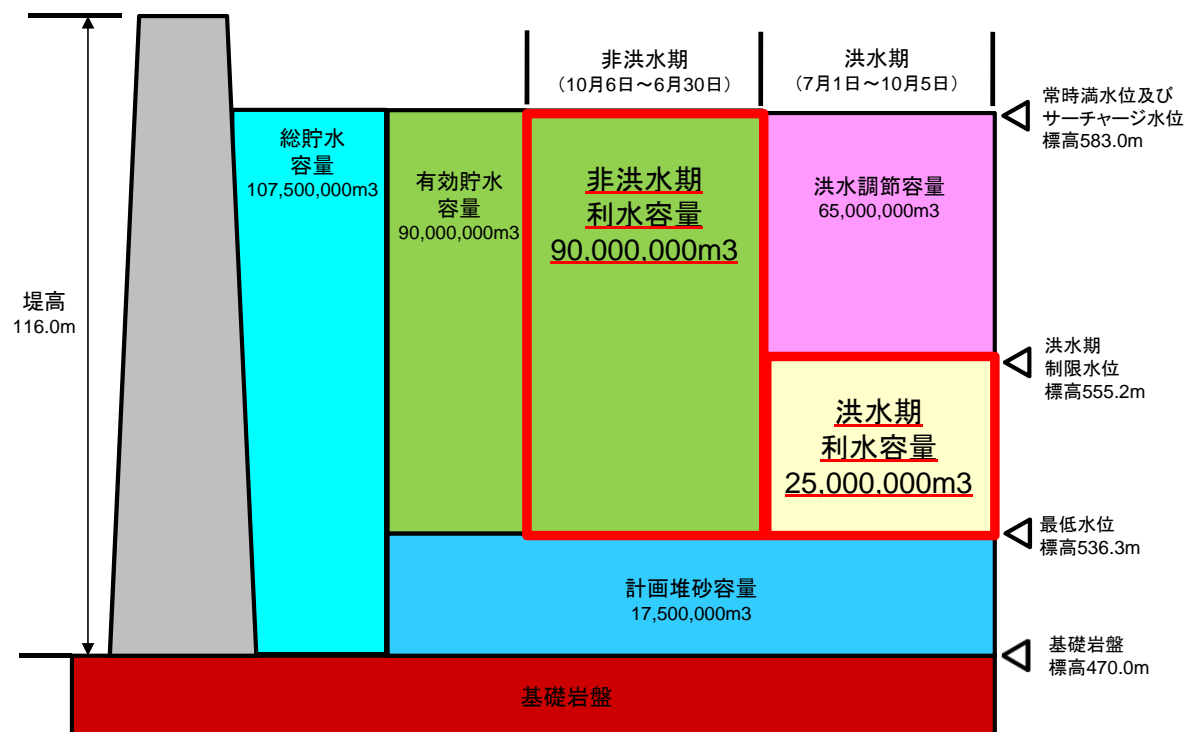 非洪水期
（10月6日～6月30日）
洪水期
（7月1日～10月5日）
常時満水位及び
サーチャージ水位
標高583.0m
総貯水
容量
107,500,000m3
有効貯水
容量
90,000,000m3
非洪水期
利水容量
90,000,000m3
洪水調節容量
65,000,000m3
堤高
116.0m
洪水期
制限水位
標高555.2m
洪水期
利水容量
25,000,000m3
最低水位
標高536.3m
計画堆砂容量
17,500,000m3
基礎岩盤
標高470.0m
基礎岩盤